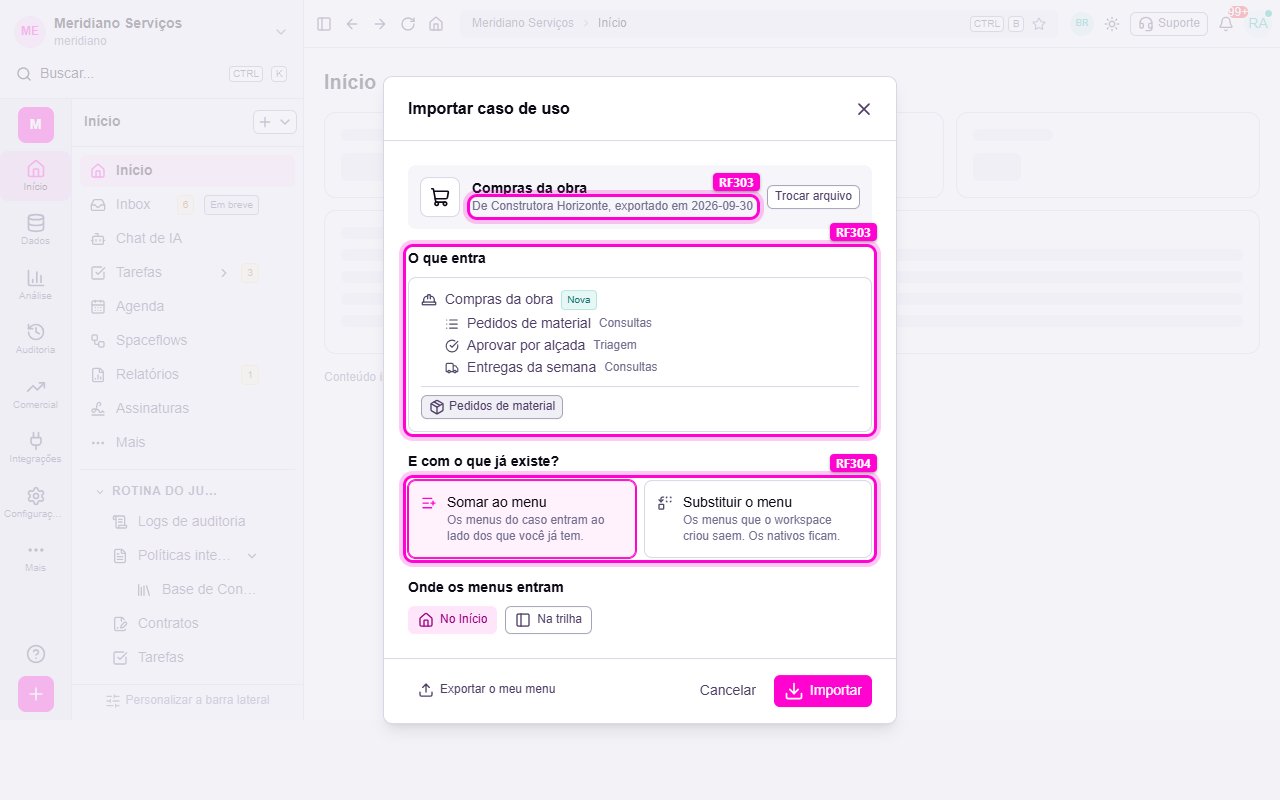 ME
Meridiano Serviços
meridiano
Buscar...
CTRL
K
M
Início
Dados
Análise
Auditoria
Comercial
Integrações
Configuraç...
Mais
Início
Início
Inbox
6
Em breve
Chat de IA
Tarefas
3
Agenda
Spaceflows
Relatórios
1
Assinaturas
Mais
ROTINA DO JU...
Logs de auditoria
Políticas inte...
Base de Con...
Contratos
Tarefas
Personalizar a barra lateral
Meridiano Serviços
Início
CTRL
B
BR
Suporte
99+
RA
Início
Importar caso de uso
Compras da obra
RF303
De Construtora Horizonte, exportado em 2026-09-30
Trocar arquivo
RF303
O que entra
Compras da obra
Nova
Pedidos de material Consultas
Aprovar por alçada Triagem
Entregas da semana Consultas
Pedidos de material
E com o que já existe?
RF304
Somar ao menu
Os menus do caso entram ao
lado dos que você já tem.
Substituir o menu
Os menus que o workspace
criou saem. Os nativos ficam.
Onde os menus entram
No Início
Na trilha
Exportar o meu menu
Cancelar
Importar